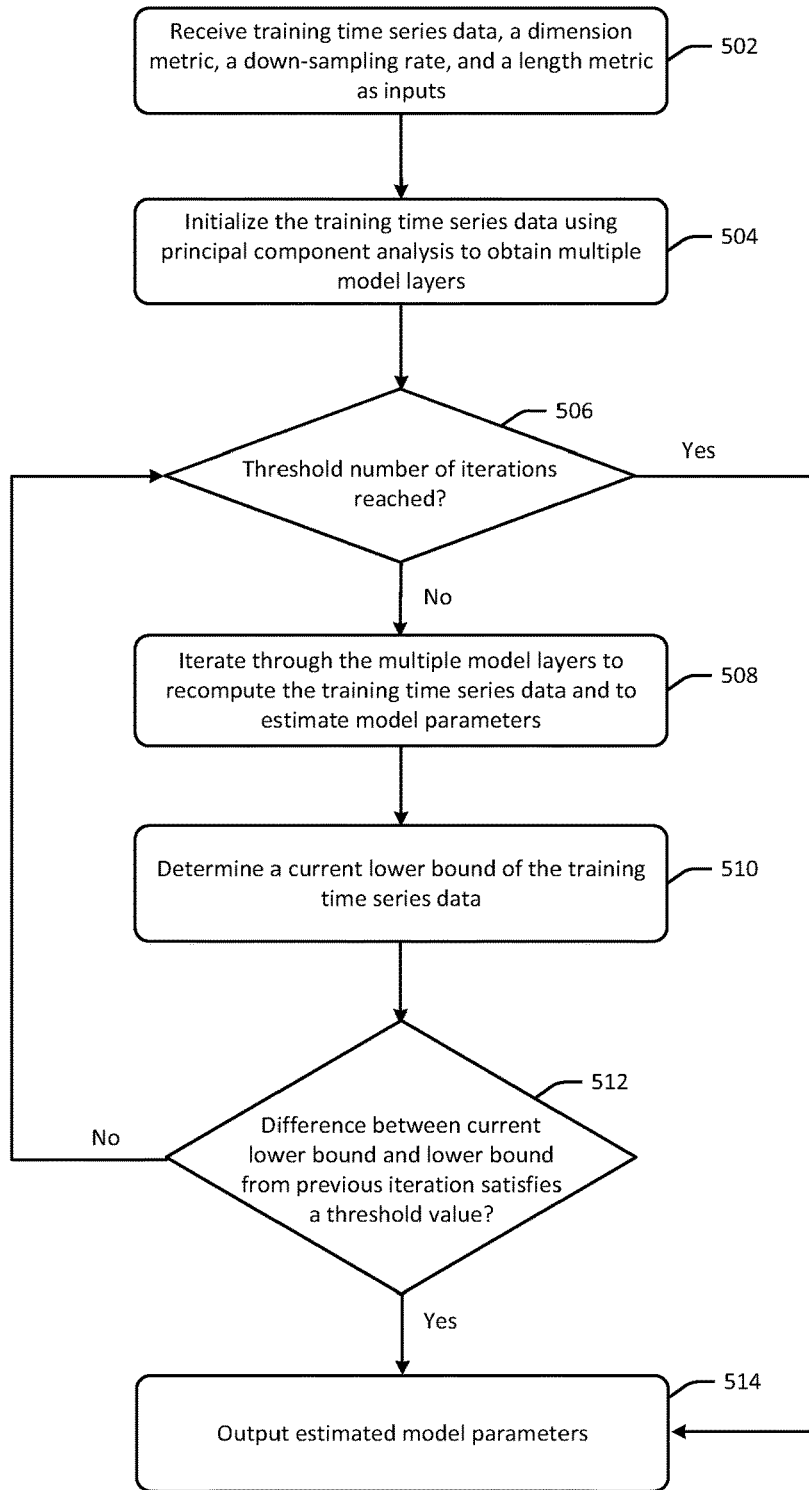 Receive training time series data, a dimension
metric, a down-sampling rate, and a length metric
as inputs
502
Initialize the training time series data using
principal component analysis to obtain multiple
model layers
504
506
Threshold number of iterations
reached?
Yes
No
Iterate through the multiple model layers to
recompute the training time series data and to
estimate model parameters
508
Determine a current lower bound of the training
time series data
510
512
Difference between current
lower bound and lower bound
from previous iteration satisfies
a threshold value?
No
Yes
514
Output estimated model parameters